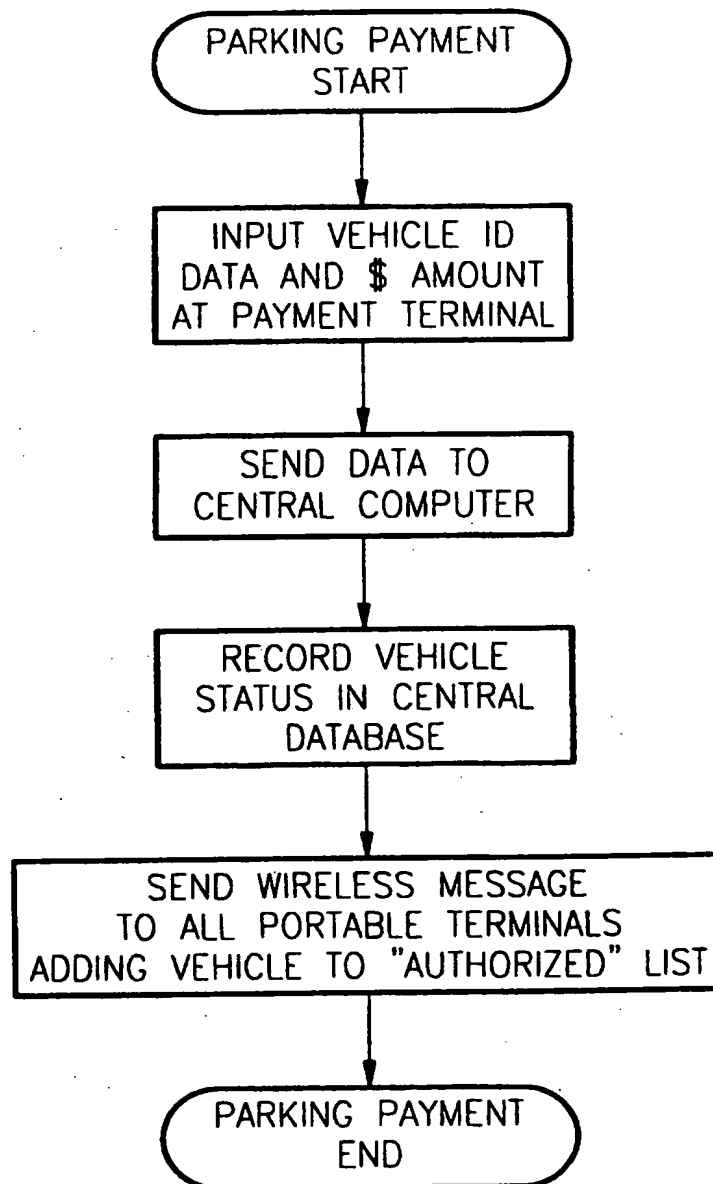 PARKING PAYMENT
START
INPUT VEHICLE ID
DATA AND $ AMOUNT
AT PAYMENT TERMINAL
SEND DATA TO
CENTRAL COMPUTER
RECORD VEHICLE
STATUS IN CENTRAL
DATABASE
SEND WIRELESS MESSAGE
TO ALL PORTABLE TERMINALS
ADDING VEHICLE TO "AUTHORIZED" LIST
PARKING PAYMENT
END